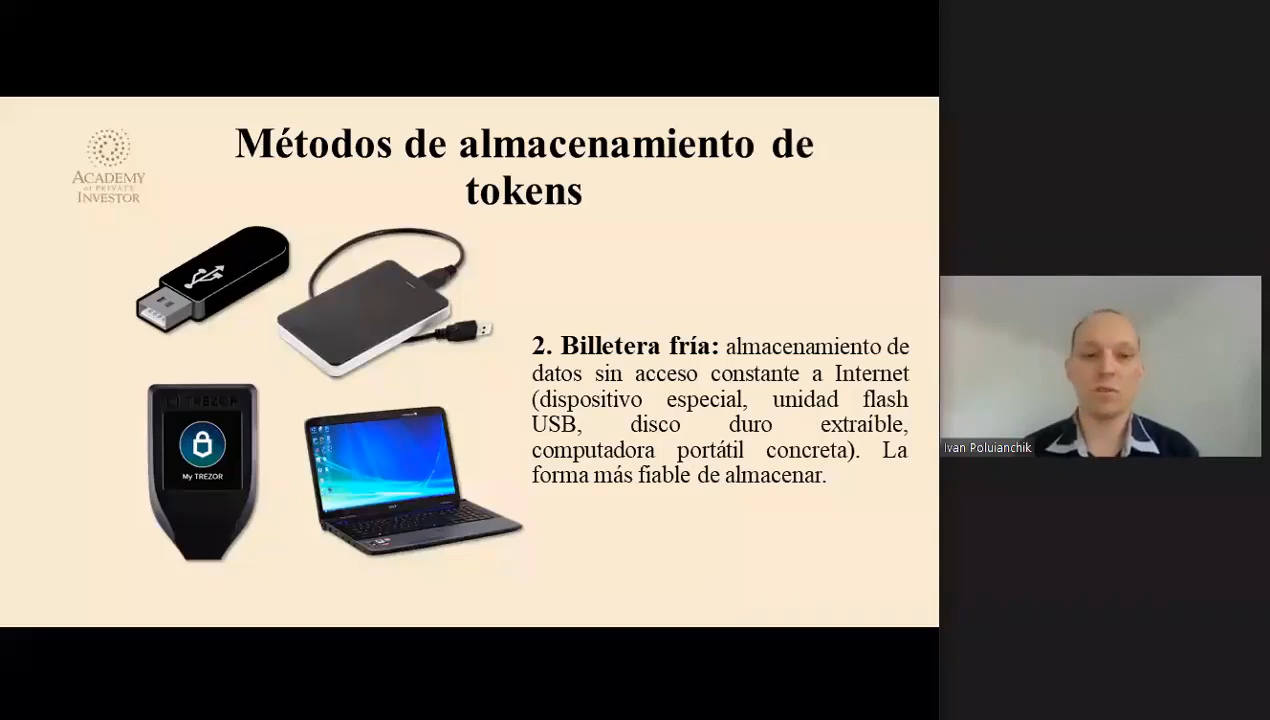 Métodos de almacenamiento de
tokens
ACADEMY
OF PRIVATE
INVESTOR
2. Billetera fría: almacenamiento de
datos sin acceso constante a Internet
(dispositivo especial, unidad flash
USB, disco duro extraíble,
computadora portátil concreta). La
forma más fiable de almacenar.
TREZOR
My TREZOR
Ivan Poluianchik